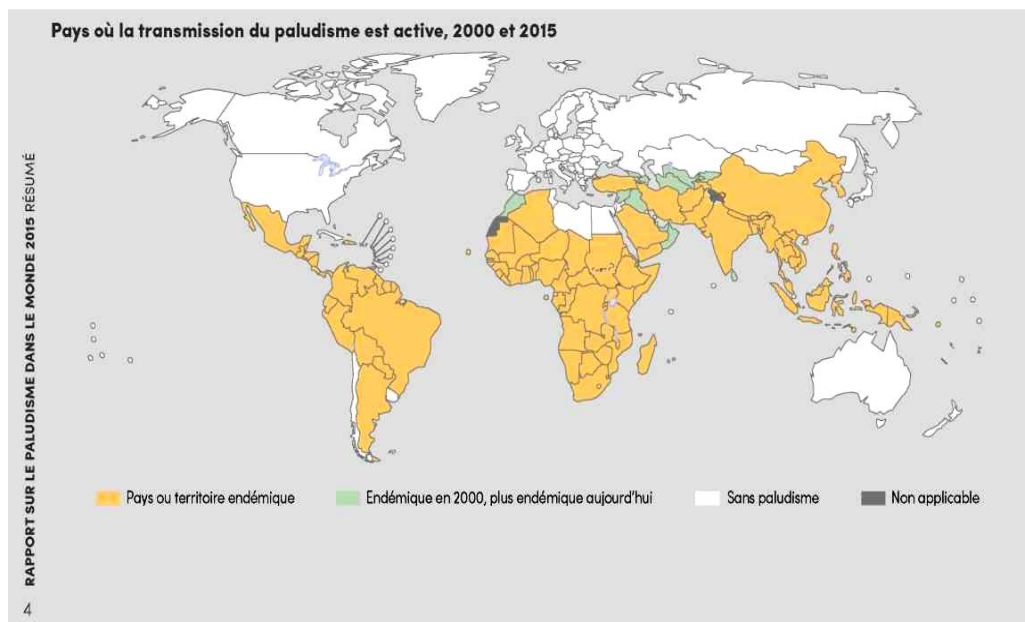 Pays où la transmission du paludisme est active, 2000 et 2015
RAPPORT SUR LE PALUDISME DANS LE MONDE 2015 RÉSUMÉ
Pays ou territoire endémique
Endémique en 2000, plus endémique aujourd'hui
Sans paludisme
Non applicable
4